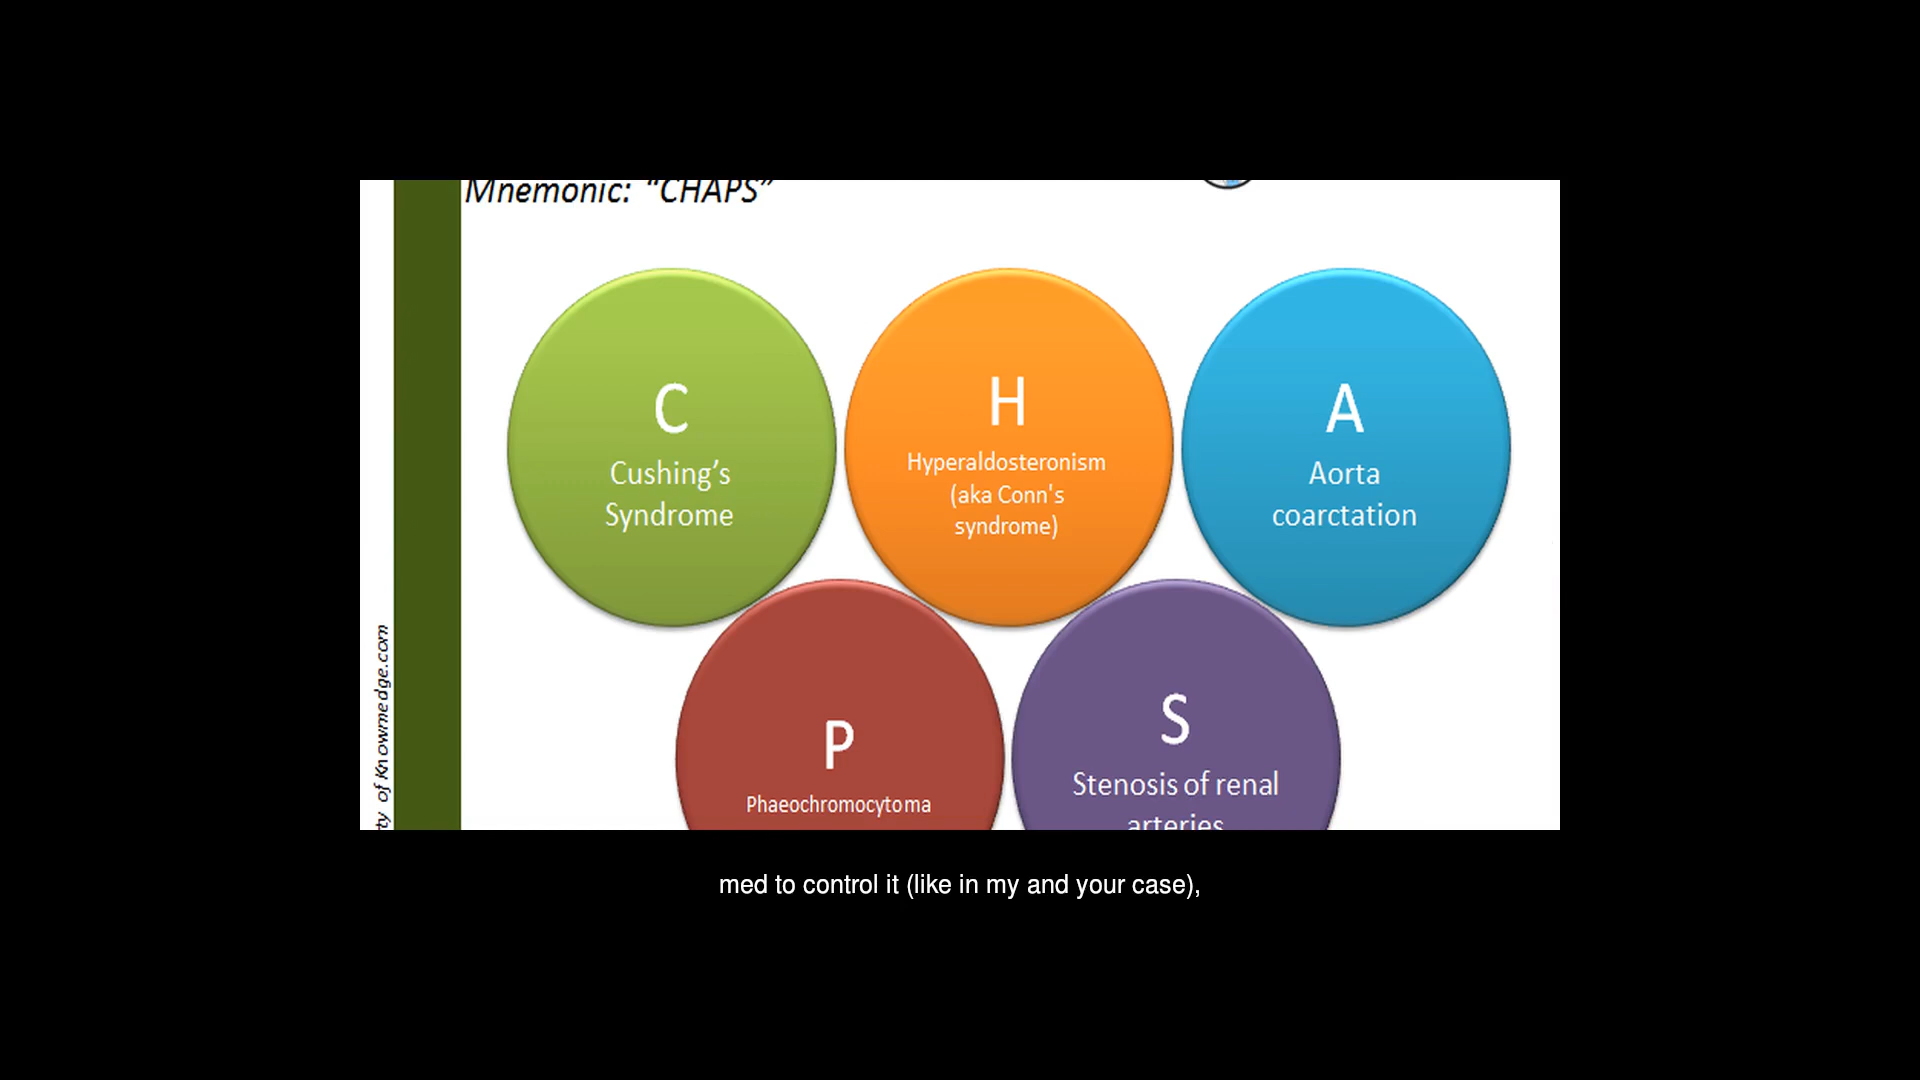 Mnemonic: “CHAPS”
C
Cushing’s
Syndrome
H
Hyperaldosteronism
(aka Conn's
syndrome)
A
Aorta
coarctation
P
Phaeochromocytoma
S
Stenosis of renal
arteries
ty of Knowmedge.com
med to control it (like in my and your case),